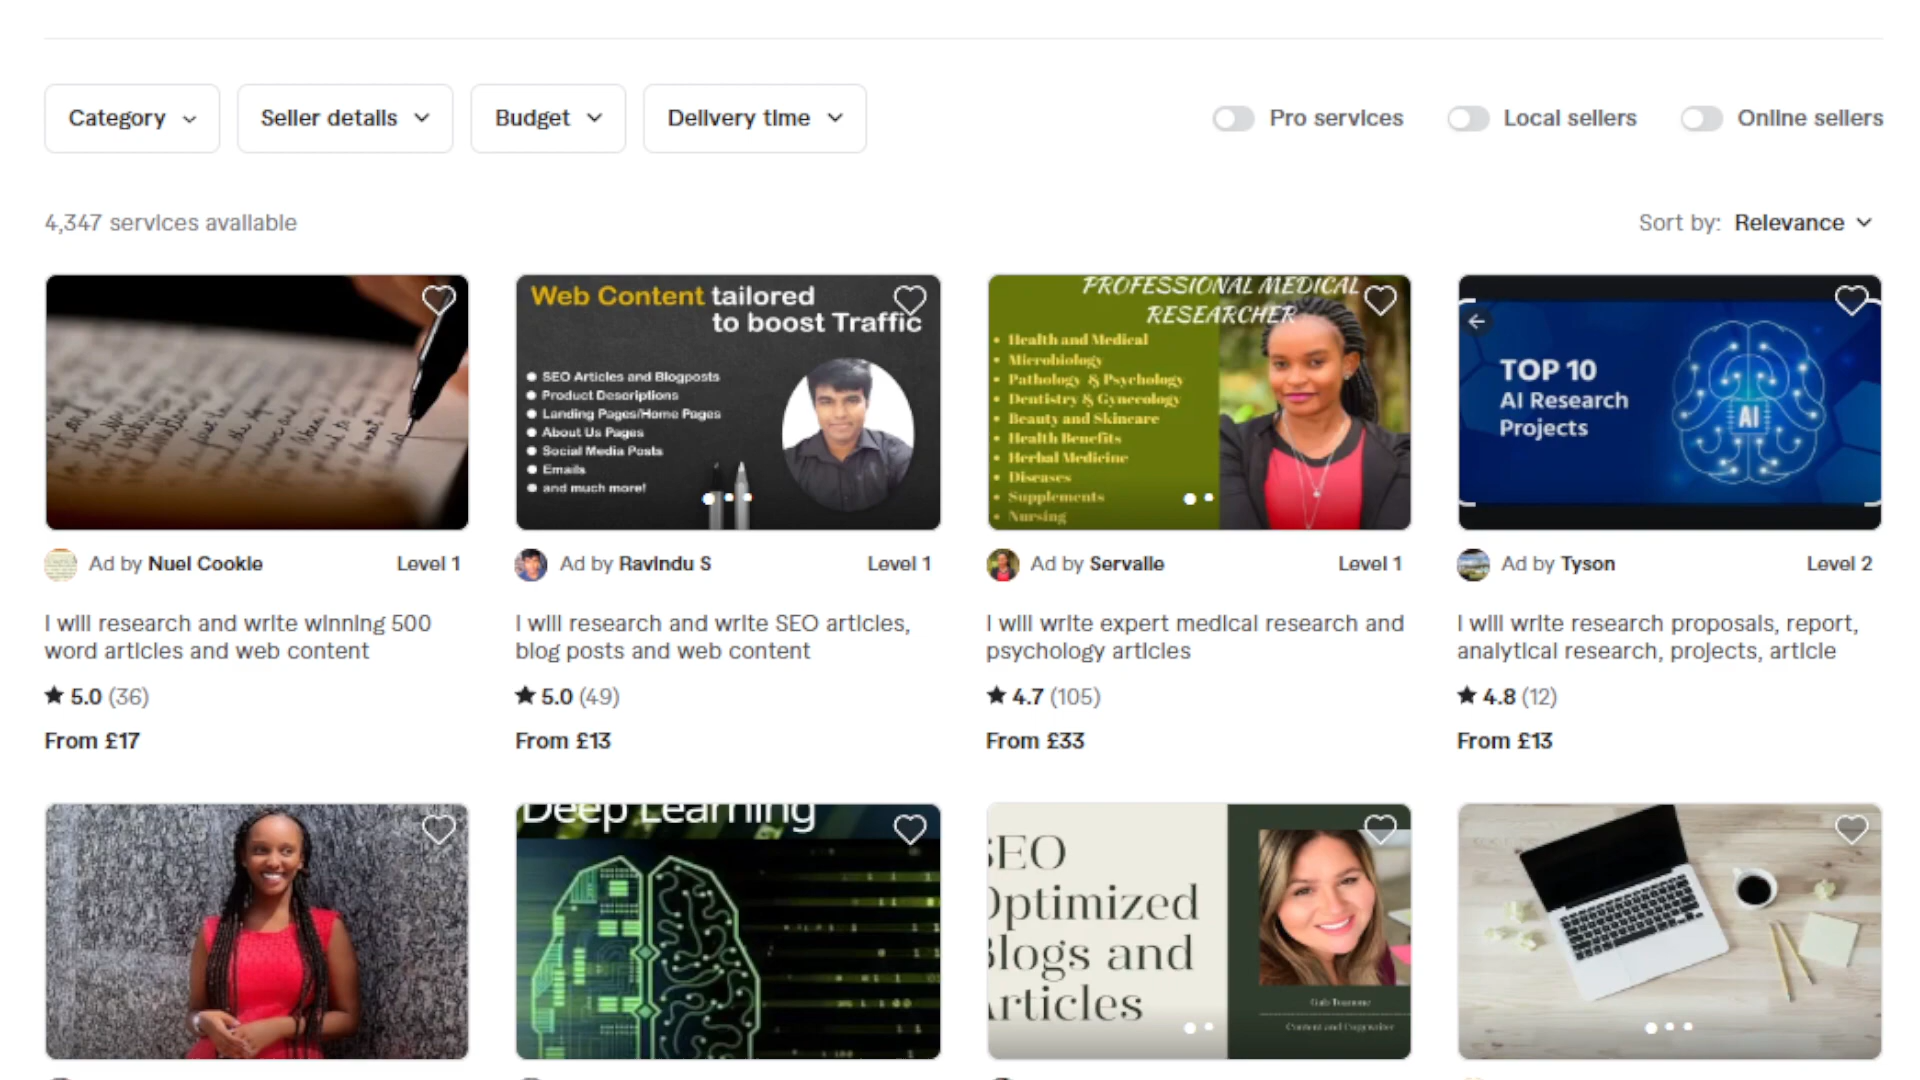 Category
Seller details
Budget
Delivery time
Pro services
Local sellers
Online sellers
4,347 services available
Sort by: Relevance
Web Content tailored
to boost Traffic
SEO Articles and Blogposts
Product Descriptions
Landing Pages/Home Pages
About Us Pages
Social Media Posts
Emails
and much more!
PROFESSIONAL MEDICAL
RESEARCHER
• Health and Medical
• Microbiology
• Pathology & Psychology
• Dentistry & Gynecology
• Beauty and Skincare
• Health Benefits
• Herbal Medicine
• Diseases
• Supplements
• Nursing
TOP 10
AI Research
Projects
AI
Ad by Nuel Cookie
Level 1
Ad by Ravindu S
Level 1
Ad by Servalle
Level 1
Ad by Tyson
Level 2
I will research and write winning 500
word articles and web content
I will research and write SEO articles,
blog posts and web content
I will write expert medical research and
psychology articles
I will write research proposals, report,
analytical research, projects, article
5.0 (36)
5.0 (49)
4.7 (105)
4.8 (12)
From £17
From £13
From £33
From £13
Deep Learning
SEO
Optimized
Blogs and
Articles
Content and Copywriter